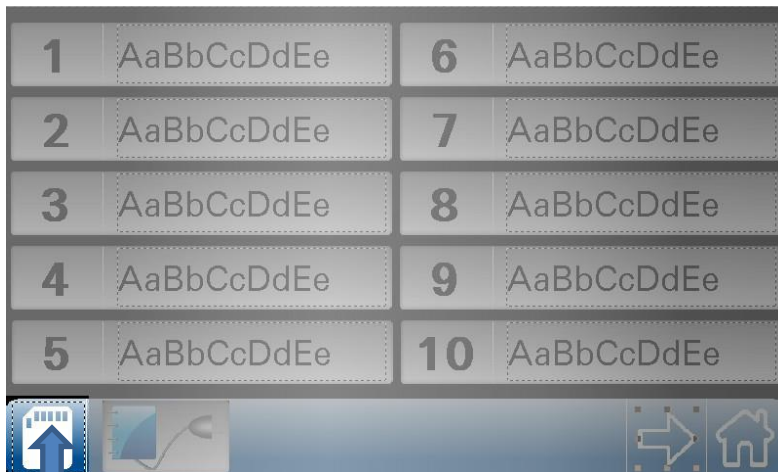 1 AaBbCcDdEe
2 AaBbCcDdEe
3 AaBbCcDdEe
4 AaBbCcDdEe
5 AaBbCcDdEe
6 AaBbCcDdEe
7 AaBbCcDdEe
8 AaBbCcDdEe
9 AaBbCcDdEe
10 AaBbCcDdEe